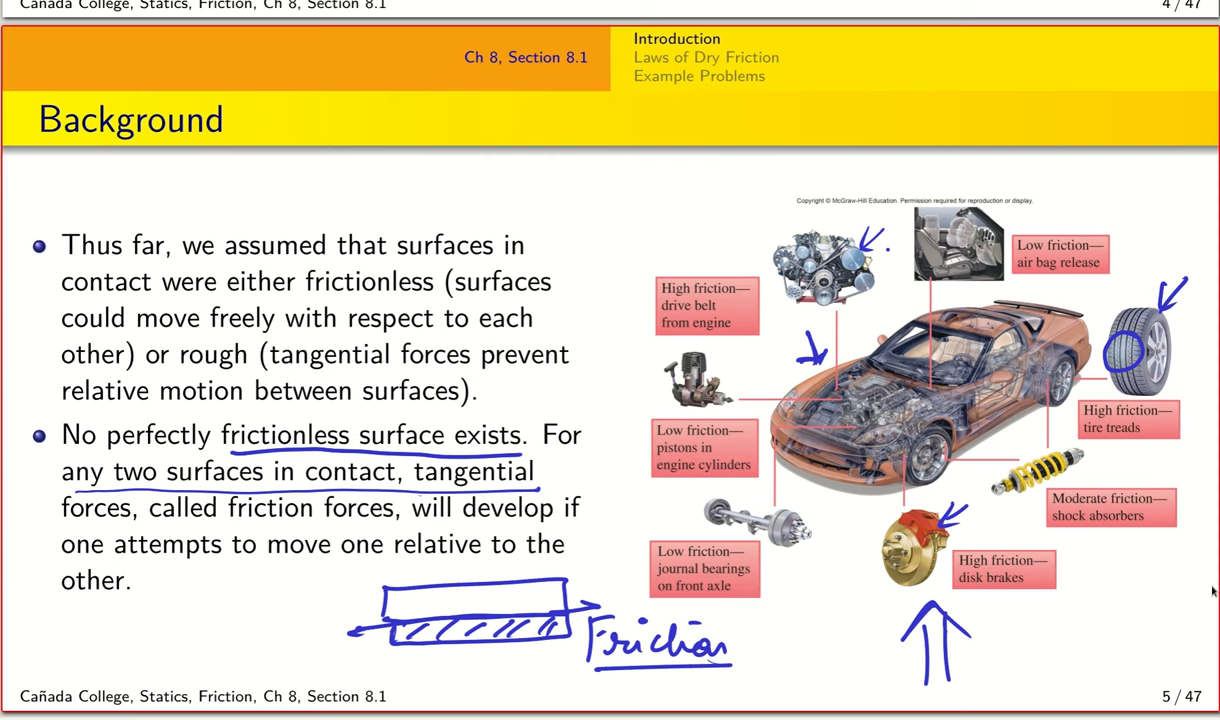 Cañada College, Statics, Friction, Ch 8, Section 8.1
4 / 47
Ch 8, Section 8.1
Introduction
Laws of Dry Friction
Example Problems
Background
Thus far, we assumed that surfaces in
contact were either frictionless (surfaces
could move freely with respect to each
other) or rough (tangential forces prevent
relative motion between surfaces).
No perfectly frictionless surface exists. For
any two surfaces in contact, tangential
forces, called friction forces, will develop if
one attempts to move one relative to the
other.
Copyright © McGraw-Hill Education. Permission required for reproduction or display.
Low friction—
air bag release
High friction—
drive belt
from engine
High friction—
tire treads
Low friction—
pistons in
engine cylinders
Moderate friction—
shock absorbers
Low friction—
journal bearings
on front axle
High friction—
disk brakes
Friction
Cañada College, Statics, Friction, Ch 8, Section 8.1
5 / 47